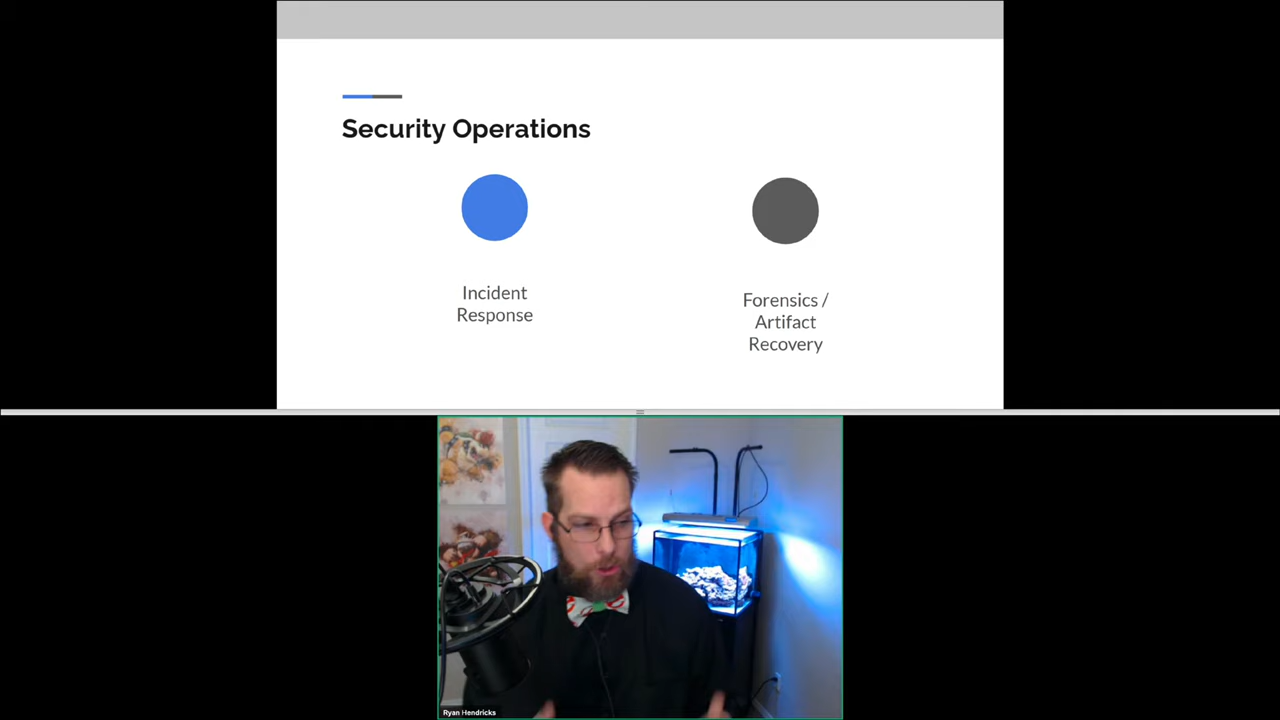 Security Operations
Incident
Response
Forensics /
Artifact
Recovery
Ryan Hendricks